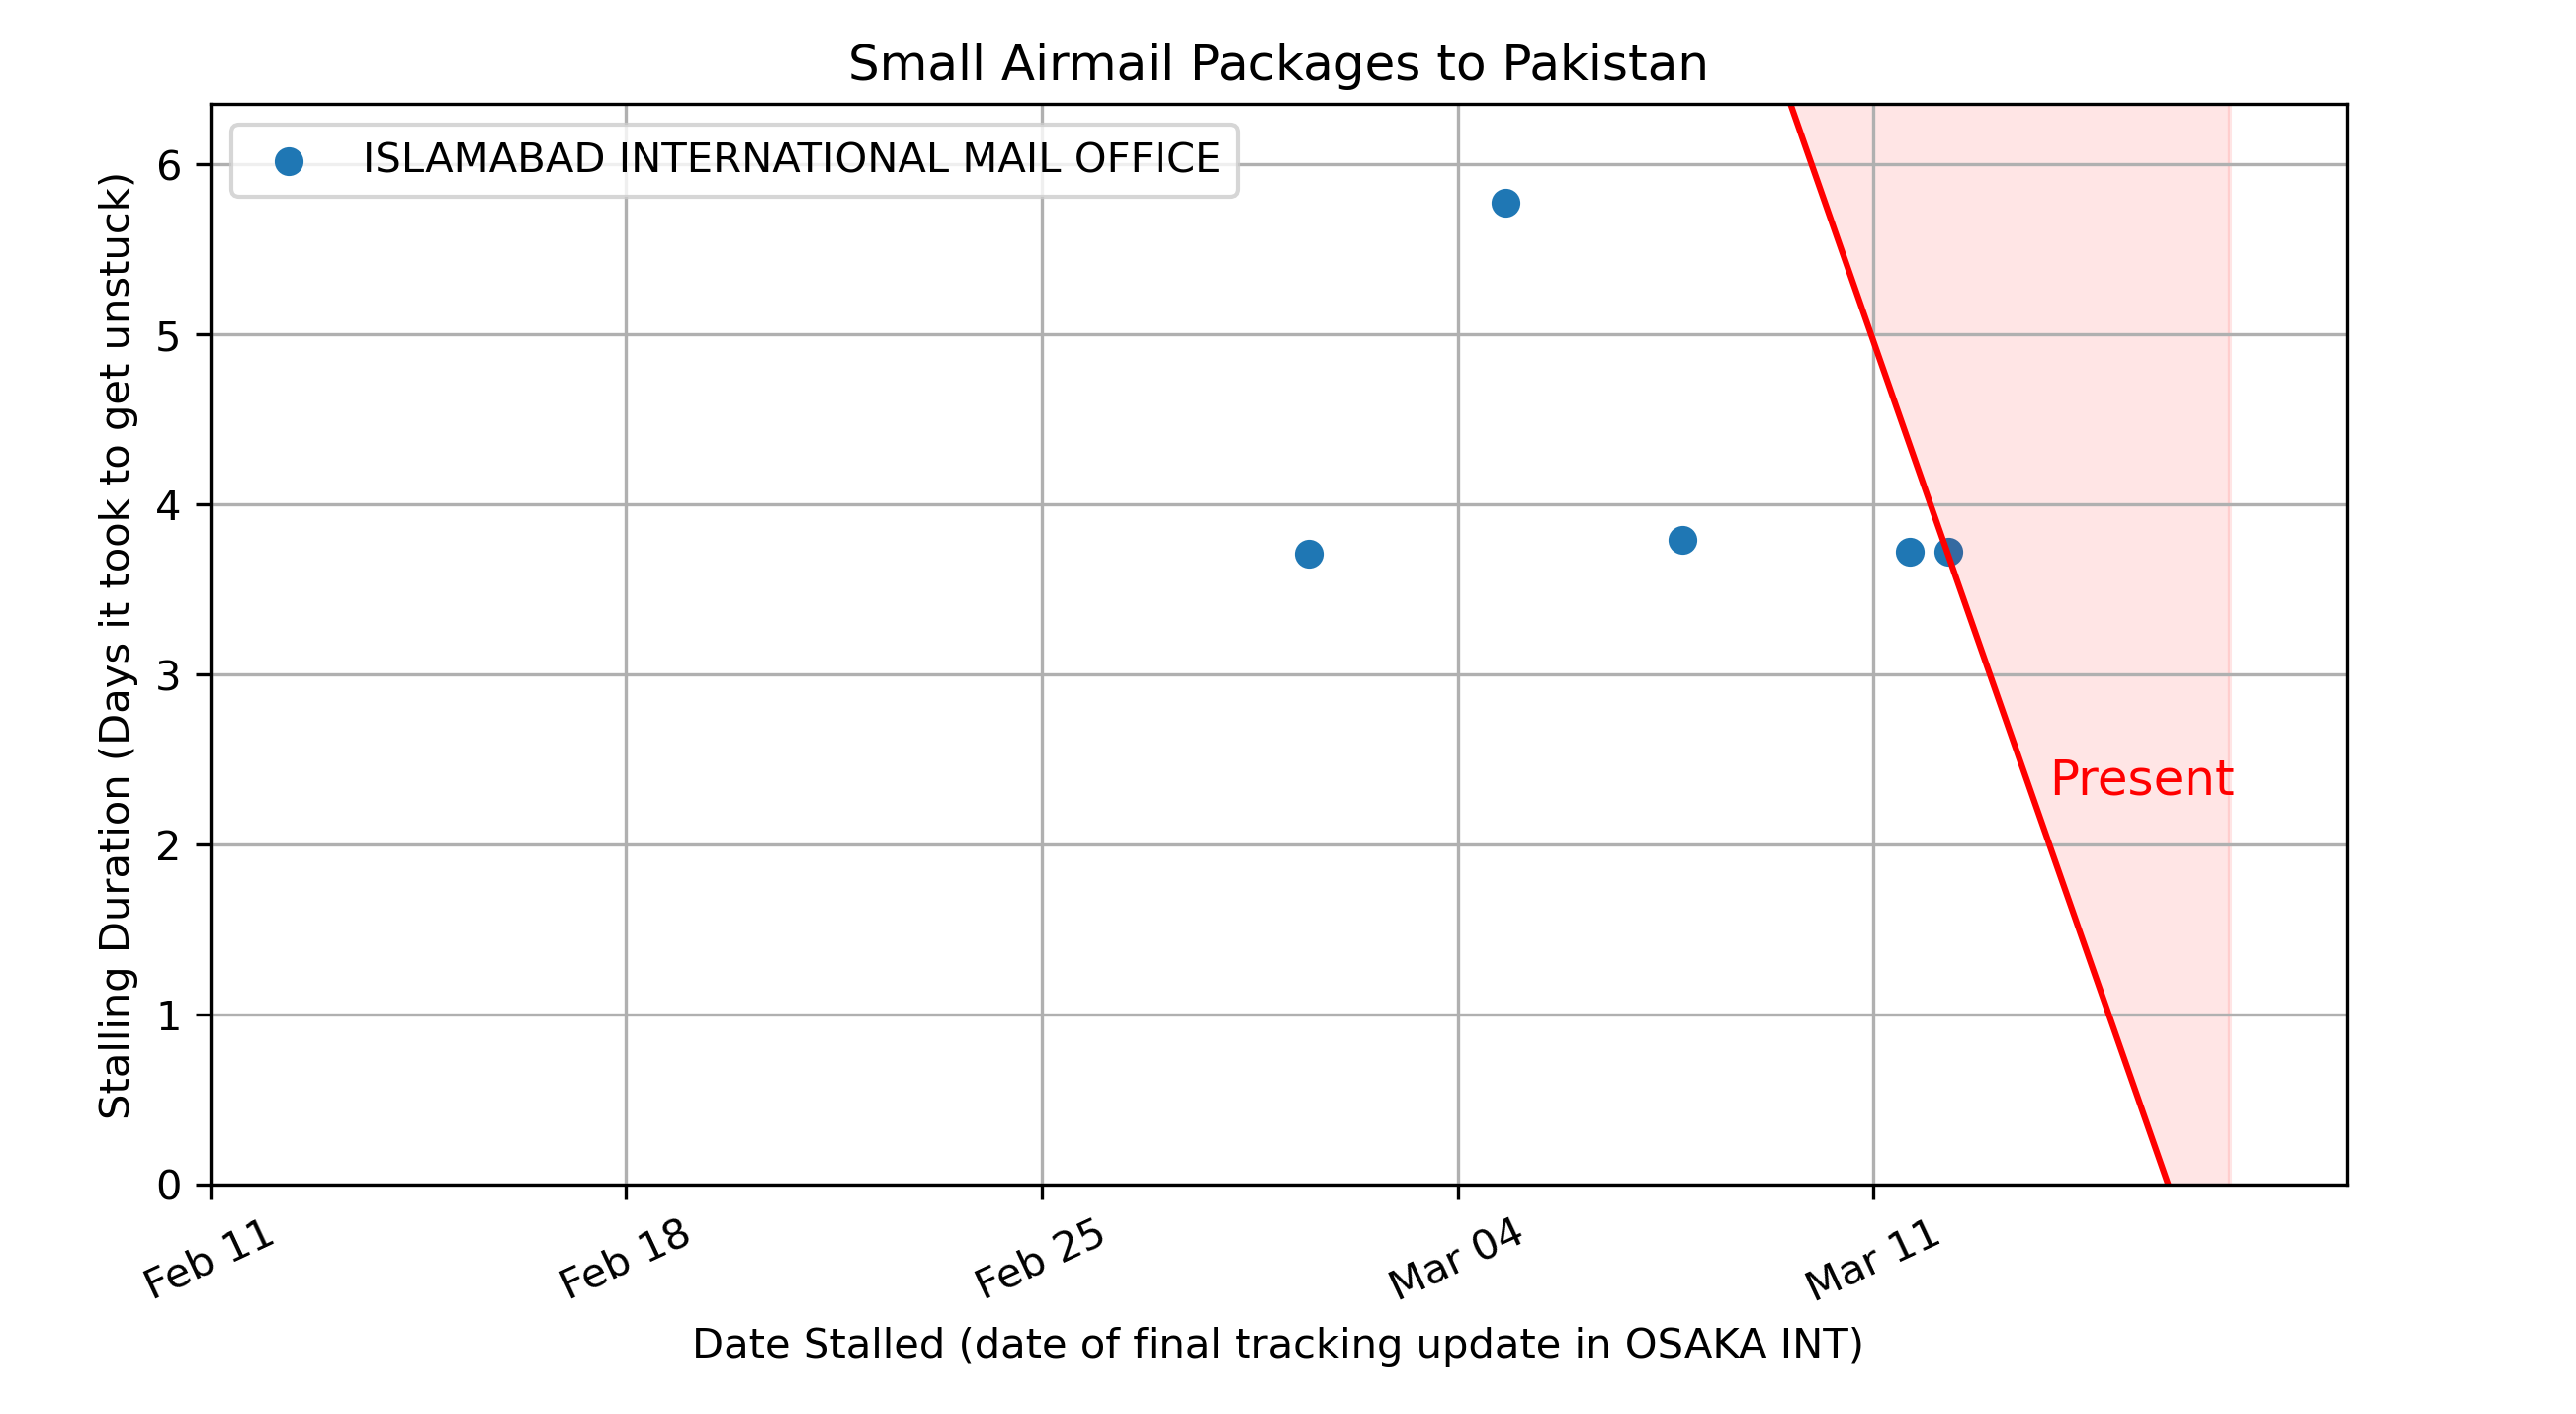 Small Airmail Packages to Pakistan
ISLAMABAD INTERNATIONAL MAIL OFFICE
Stalling Duration (Days it took to get unstuck)
6
5
4
3
2
1
0
Present
Feb 11
Feb 18
Feb 25
Mar 04
Mar 11
Date Stalled (date of final tracking update in OSAKA INT)